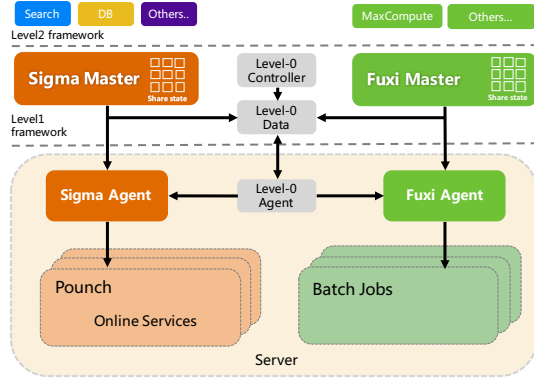 Search
DB
Others..
MaxCompute
Others...
Level2 framework
Sigma Master
Share state
Level-0
Controller
Fuxi Master
Share state
Level1
framework
Level-0
Data
Sigma Agent
Level-0
Agent
Fuxi Agent
Pounch
Online Services
Batch Jobs
Server